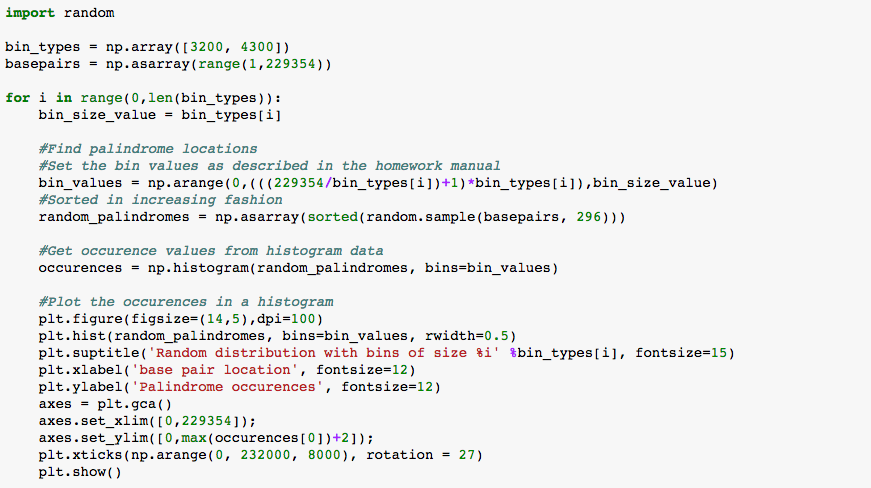 import random
bin_types = np.array([3200, 4300])
basepairs = np.asarray(range(1,229354))
for i in range(0,len(bin_types)):
bin_size_value = bin_types[i]
#Find palindrome locations
#Set the bin values as described in the homework manual
bin_values = np.arange(0,(((229354/bin_types[i])+1)*bin_types[i]),bin_size_value)
#Sorted in increasing fashion
random_palindromes = np.asarray(sorted(random.sample(basepairs, 296)))
#Get occurence values from histogram data
occurences = np.histogram(random_palindromes, bins=bin_values)
#Plot the occurences in a histogram
plt.figure(figsize=(14,5),dpi=100)
plt.hist(random_palindromes, bins=bin_values, rwidth=0.5)
plt.suptitle('Random distribution with bins of size %i' %bin_types[i], fontsize=15)
plt.xlabel('base pair location', fontsize=12)
plt.ylabel('Palindrome occurences', fontsize=12)
axes = plt.gca()
axes.set_xlim([0,229354]);
axes.set_ylim([0,max(occurences[0])+2]);
plt.xticks(np.arange(0, 232000, 8000), rotation = 27)
plt.show()